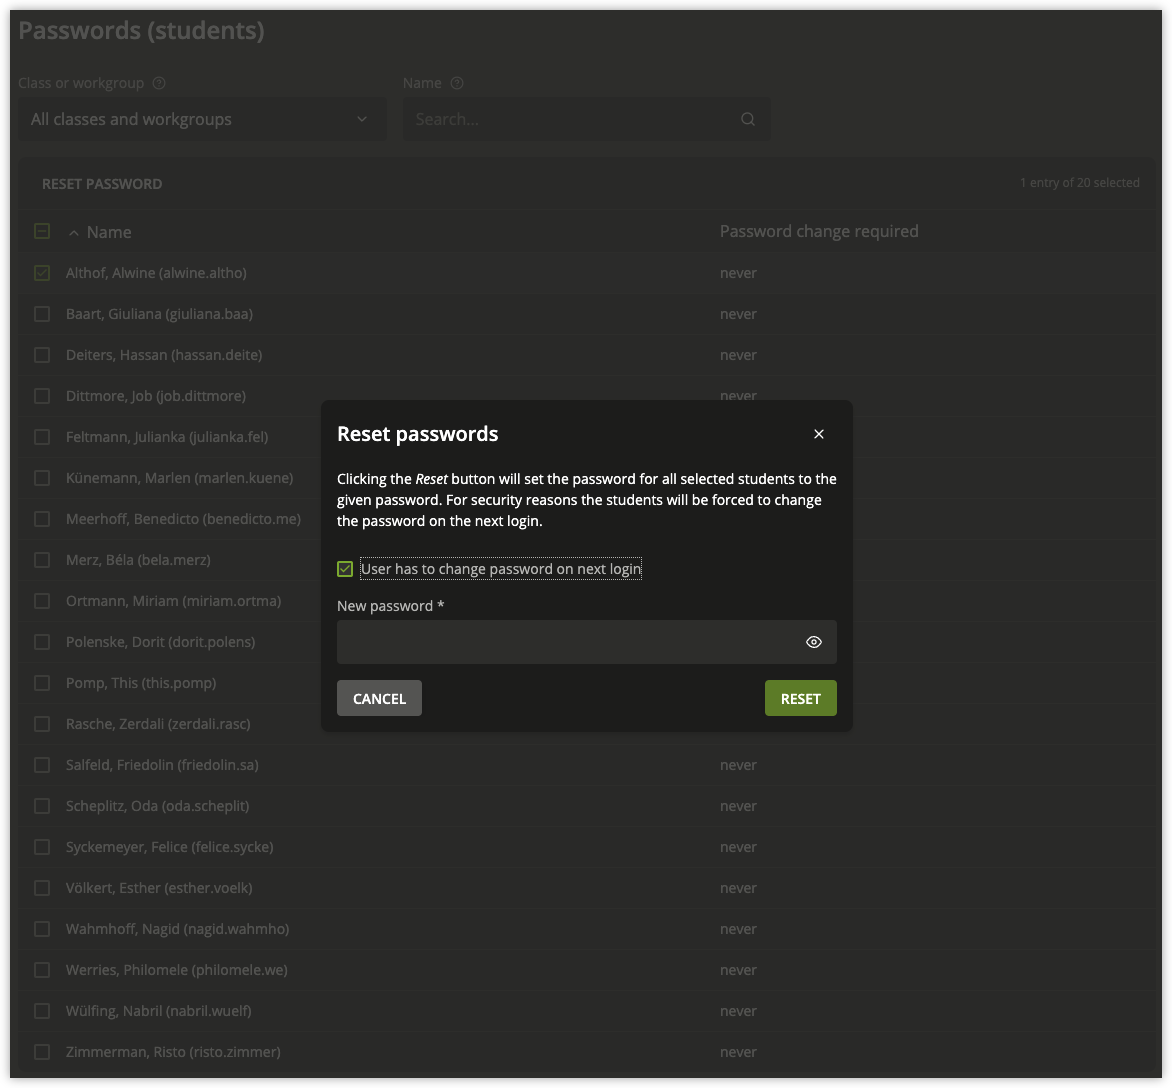 Passwords (students)
Class or workgroup Name
All classes and workgroups Search...
RESET PASSWORD 1 entry of 20 selected
Name Password change required
Althof, Alwine (alwine.altho) never
Baart, Giuliana (giuliana.baa) never
Deiters, Hassan (hassan.deite) never
Dittmore, Job (job.dittmore) never
Feltmann, Julianka (julianka.fel)
Künemann, Marlen (marlen.kuene)
Meerhoff, Benedicto (benedicto.me)
Merz, Béla (bela.merz)
Ortmann, Miriam (miriam.ortma)
Polenske, Dorit (dorit.polens)
Pomp, This (this.pomp)
Rasche, Zerdali (zerdali.rasc)
Salfeld, Friedolin (friedolin.sa) never
Scheplitz, Oda (oda.scheplit) never
Syckemeyer, Felice (felice.sycke) never
Völkert, Esther (esther.voelk) never
Wahmhoff, Nagid (nagid.wahmho) never
Werries, Philomele (philomele.we) never
Wülfing, Nabril (nabril.wuelf) never
Zimmerman, Risto (risto.zimmer) never
Reset passwords
Clicking the Reset button will set the password for all selected students to the
given password. For security reasons the students will be forced to change
the password on the next login.
User has to change password on next login
New password *
CANCEL RESET